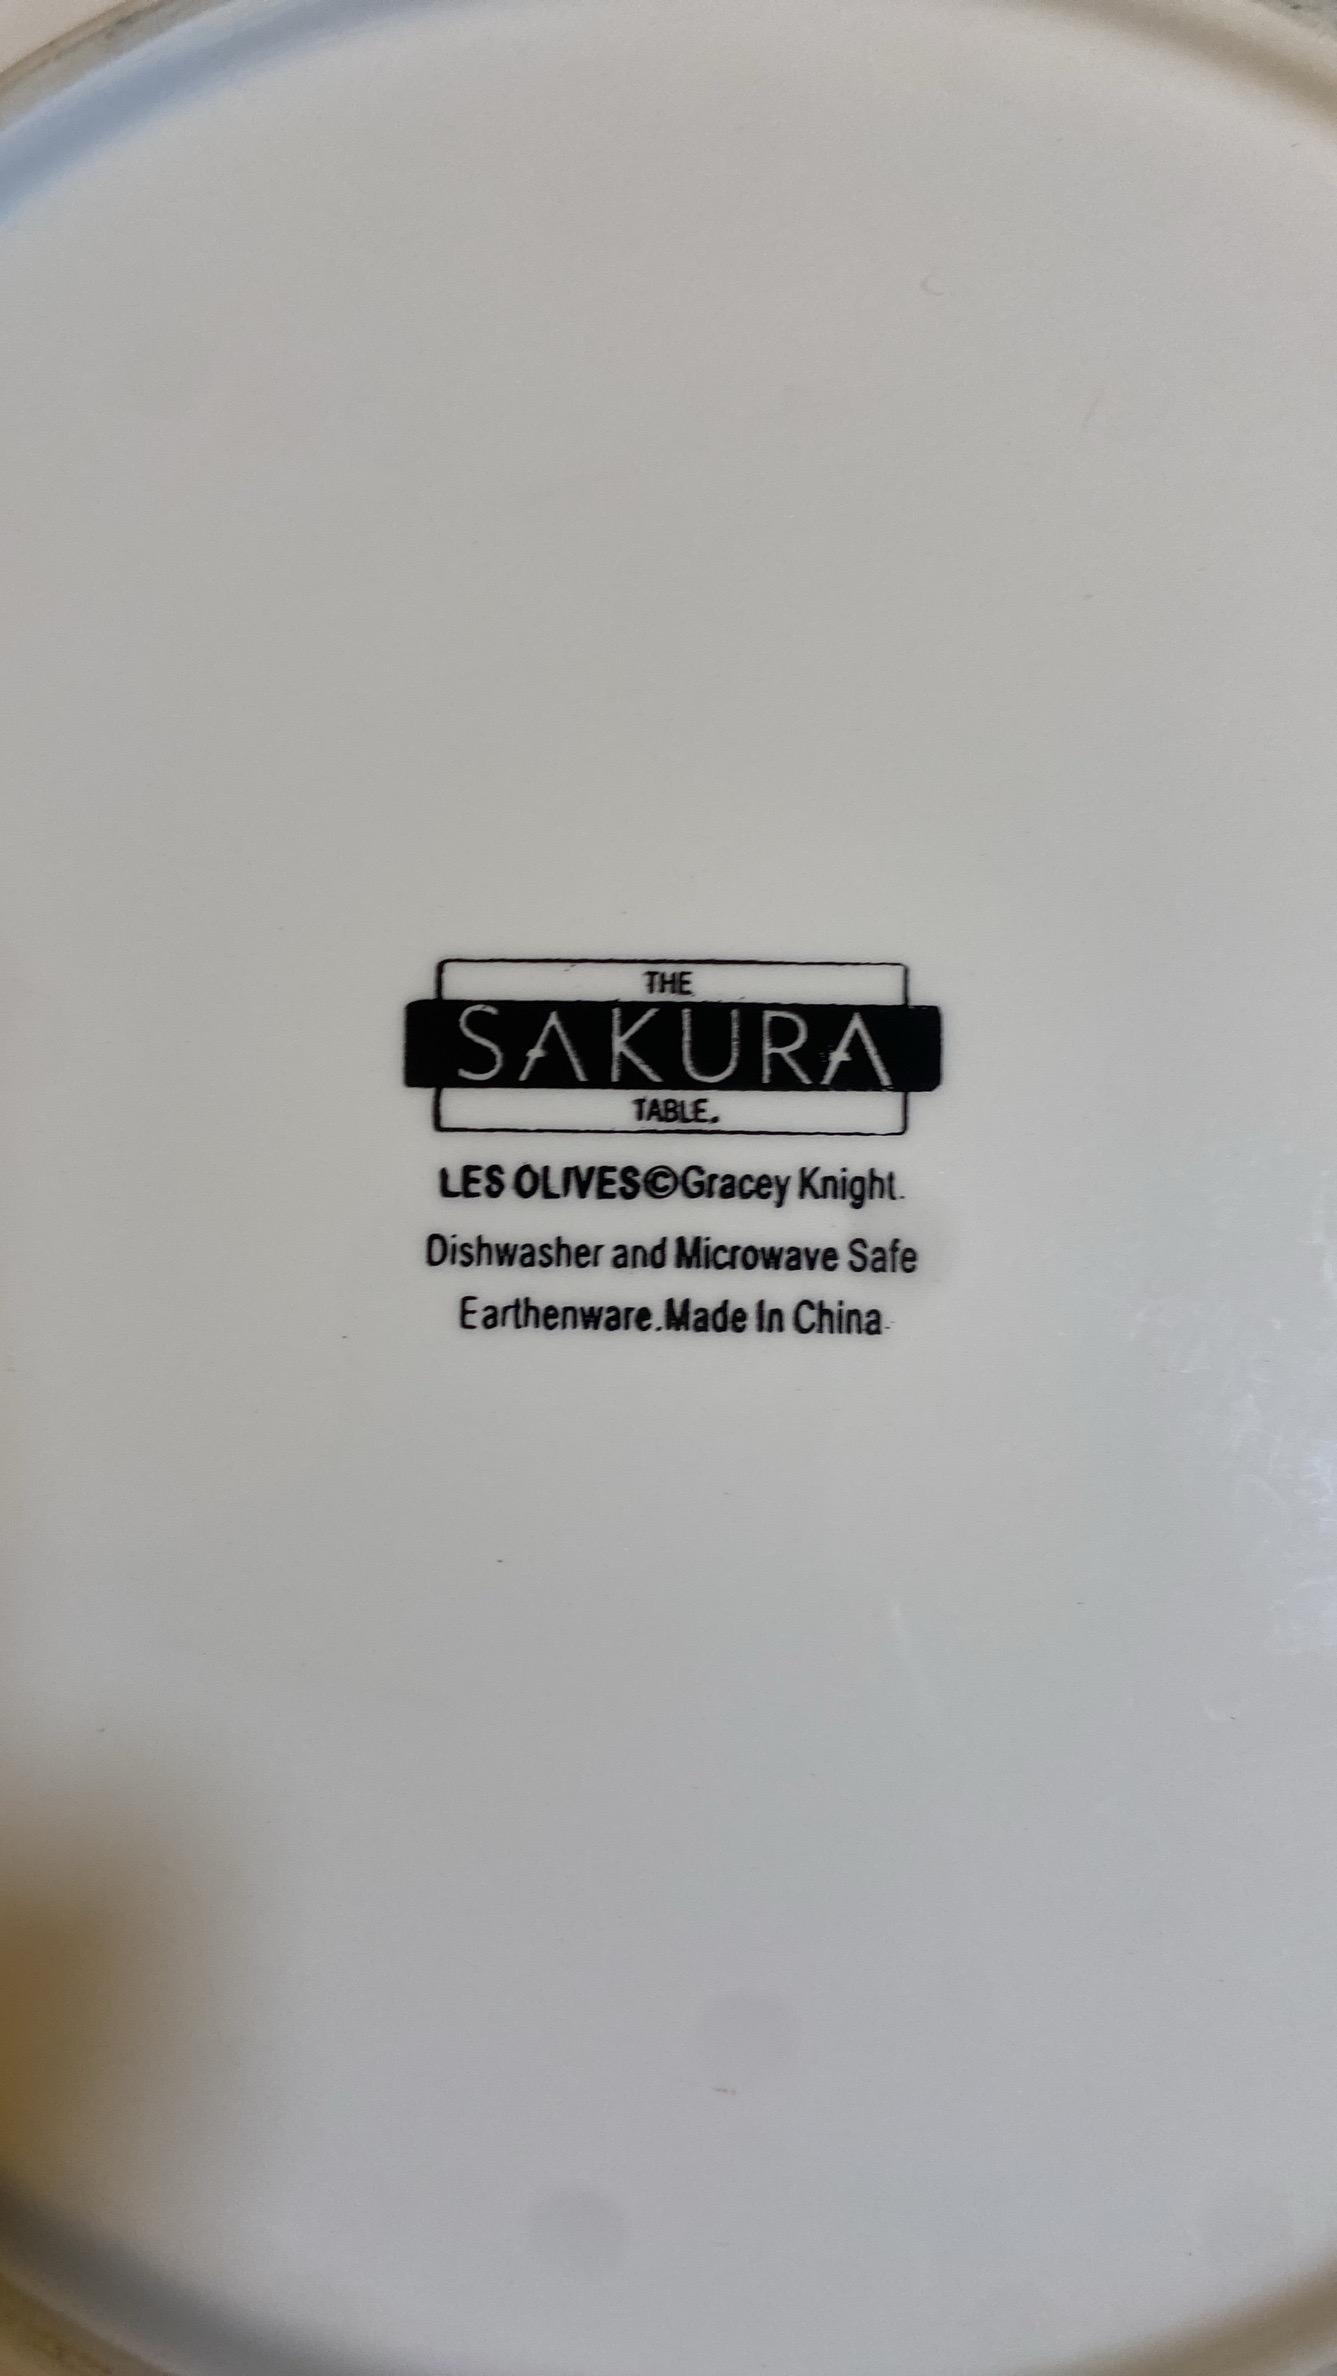 THE
SAKURA
TABLE.
LES OLIVES©Gracey Knight.
Dishwasher and Microwave Safe
Earthenware.Made In China